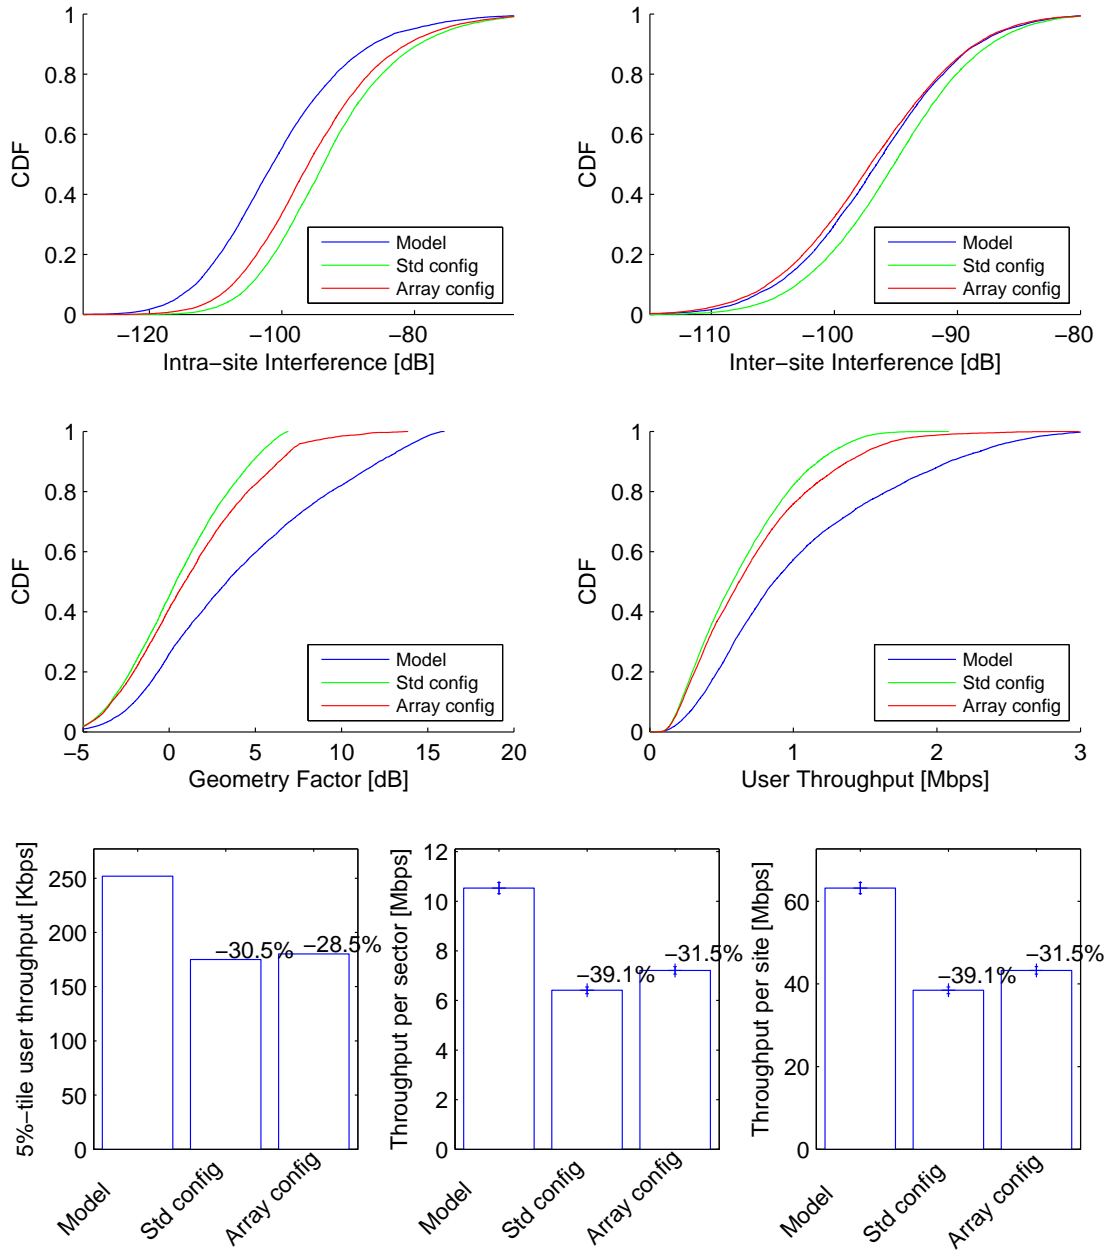 1
0.8
0.6
0.4
0.2
0
CDF
−120
−100
−80
Intra−site Interference [dB]
Model
Std config
Array config
1
0.8
0.6
0.4
0.2
0
CDF
−110
−100
−90
−80
Inter−site Interference [dB]
Model
Std config
Array config
1
0.8
0.6
0.4
0.2
0
CDF
−5
0
5
10
15
20
Geometry Factor [dB]
Model
Std config
Array config
1
0.8
0.6
0.4
0.2
0
CDF
0
1
2
3
User Throughput [Mbps]
Model
Std config
Array config
250
200
150
100
50
0
5%−tile user throughput [Kbps]
−30.5%
−28.5%
Model
Std config
Array config
12
10
8
6
4
2
0
Throughput per sector [Mbps]
−39.1%
−31.5%
Model
Std config
Array config
60
40
20
0
Throughput per site [Mbps]
−39.1%
−31.5%
Model
Std config
Array config